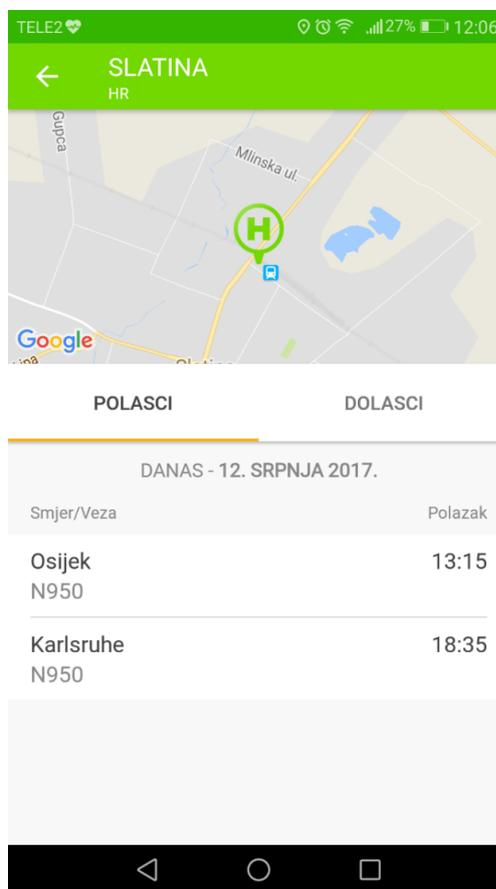 TELE2 27% 12:06
SLATINA
HR
Gupca
Mlinska ul.
H
Google
POLASCI DOLASCI
DANAS - 12. SRPNJA 2017.
Smjer/Veza Polazak
Osijek 13:15
N950
Karlsruhe 18:35
N950